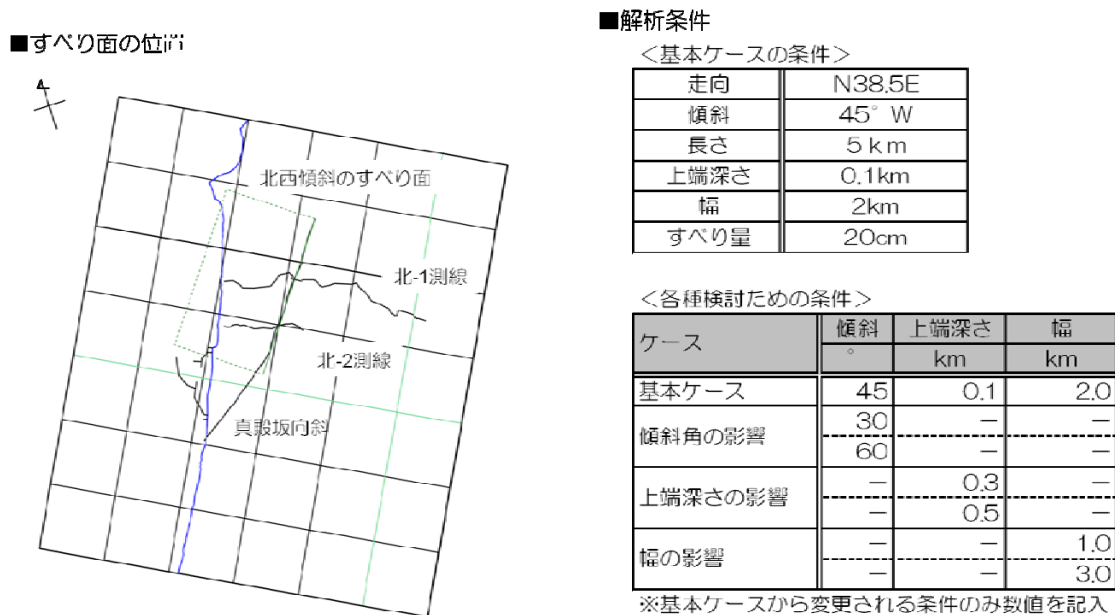 ■すべり面の位置
北西傾斜のすべり面
北-1測線
北-2測線
真殿坂向斜
■解析条件
<基本ケースの条件>
走向 N38.5E
傾斜 45°W
長さ 5km
上端深さ 0.1km
幅 2km
すべり量 20cm
<各種検討ための条件>
ケース 傾斜 上端深さ 幅
° km km
基本ケース 45 0.1 2.0
傾斜角の影響 30 － －
60 － －
上端深さの影響 － 0.3 －
－ 0.5 －
幅の影響 － － 1.0
－ － 3.0
※基本ケースから変更される条件のみ数値を記入